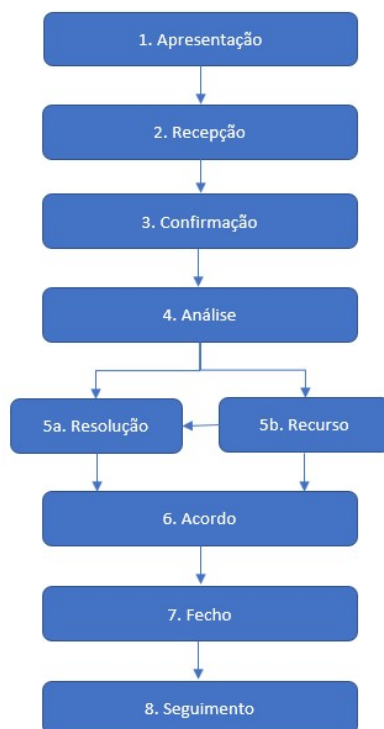 1. Apresentação
2. Recepção
3. Confirmação
4. Análise
5a. Resolução
5b. Recurso
6. Acordo
7. Fecho
8. Seguimento